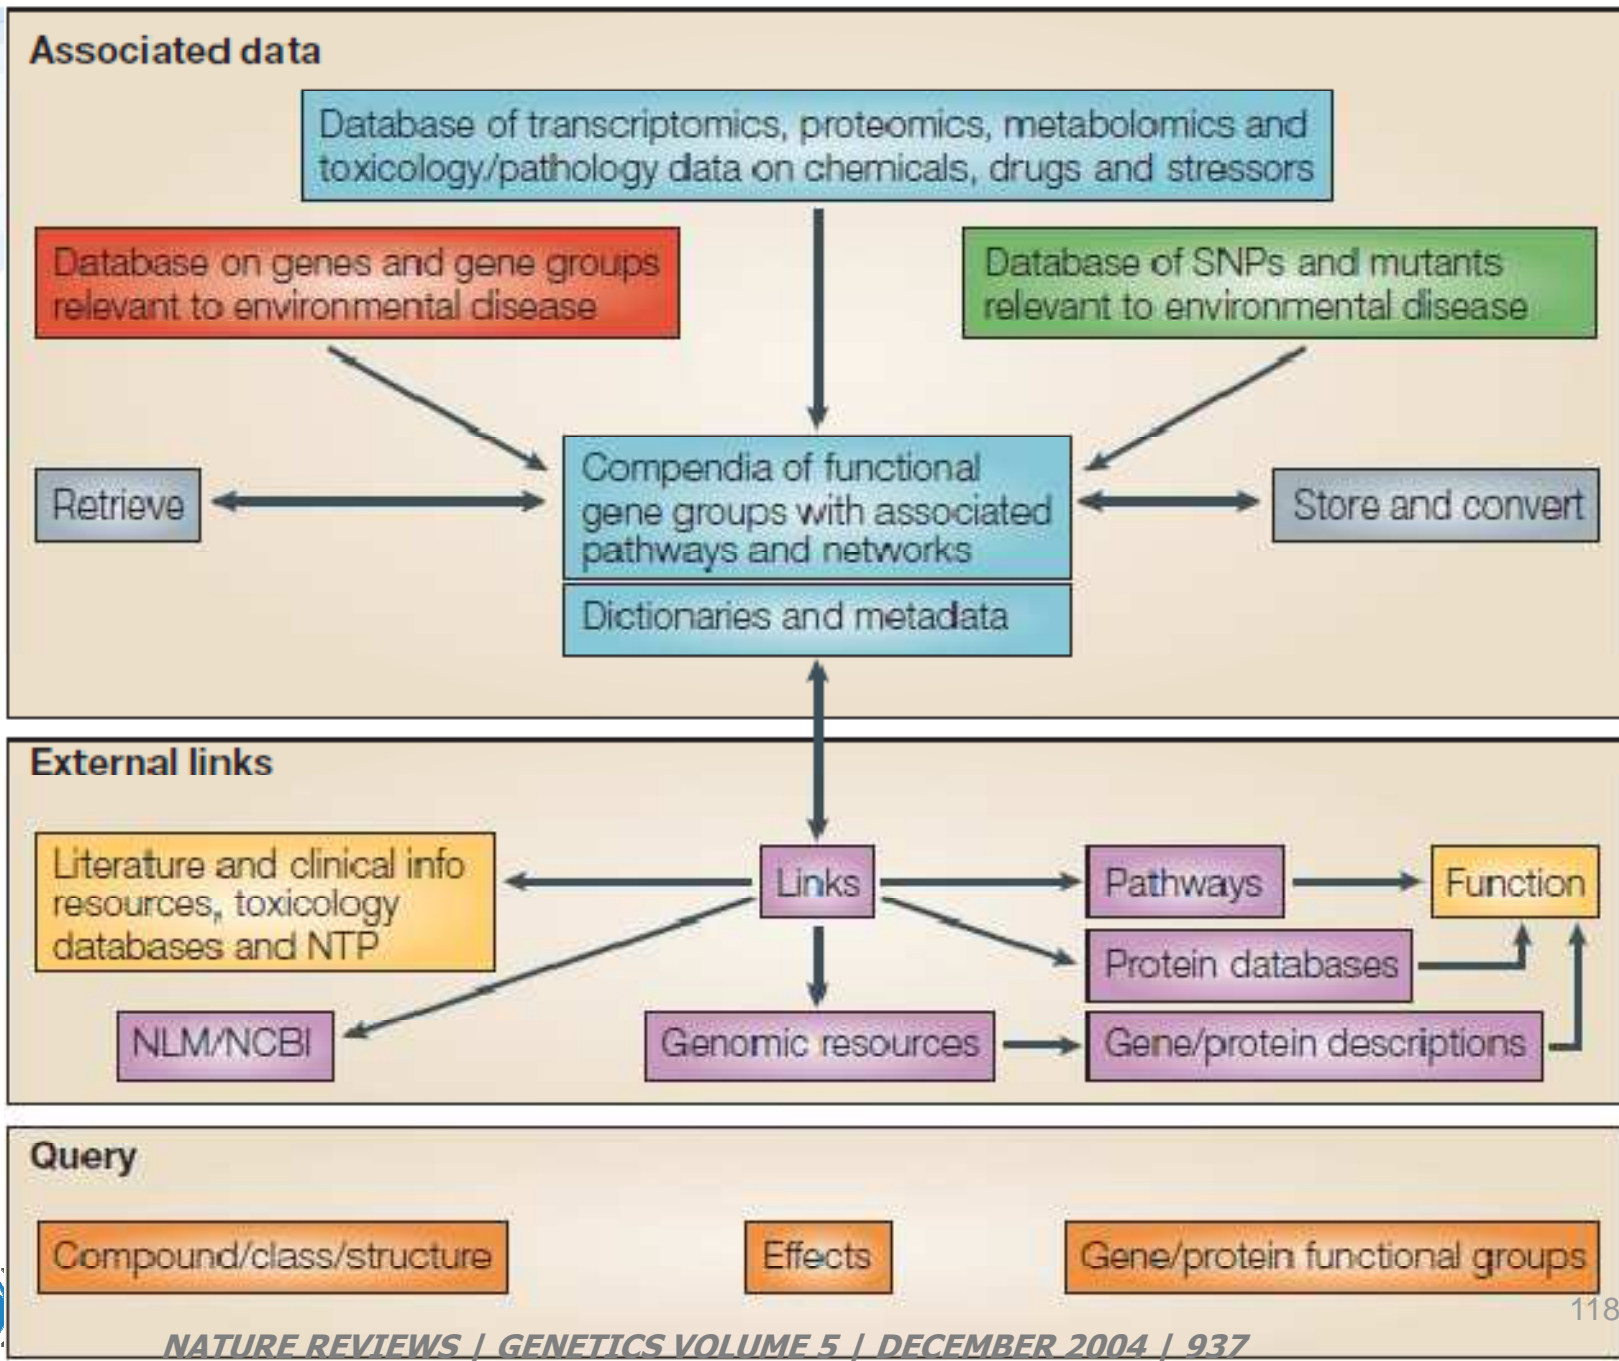 Associated data
Database of transcriptomics, proteomics, metabolomics and
toxicology/pathology data on chemicals, drugs and stressors
Database on genes and gene groups
relevant to environmental disease
Database of SNPs and mutants
relevant to environmental disease
Compendia of functional
gene groups with associated
pathways and networks
Retrieve
Store and convert
Dictionaries and metadata
External links
Literature and clinical info
resources, toxicology
databases and NTP
Links
Pathways
Function
Protein databases
NLM/NCBI
Genomic resources
Gene/protein descriptions
Query
Compound/class/structure
Effects
Gene/protein functional groups
118
NATURE REVIEWS | GENETICS VOLUME 5 | DECEMBER 2004 | 937